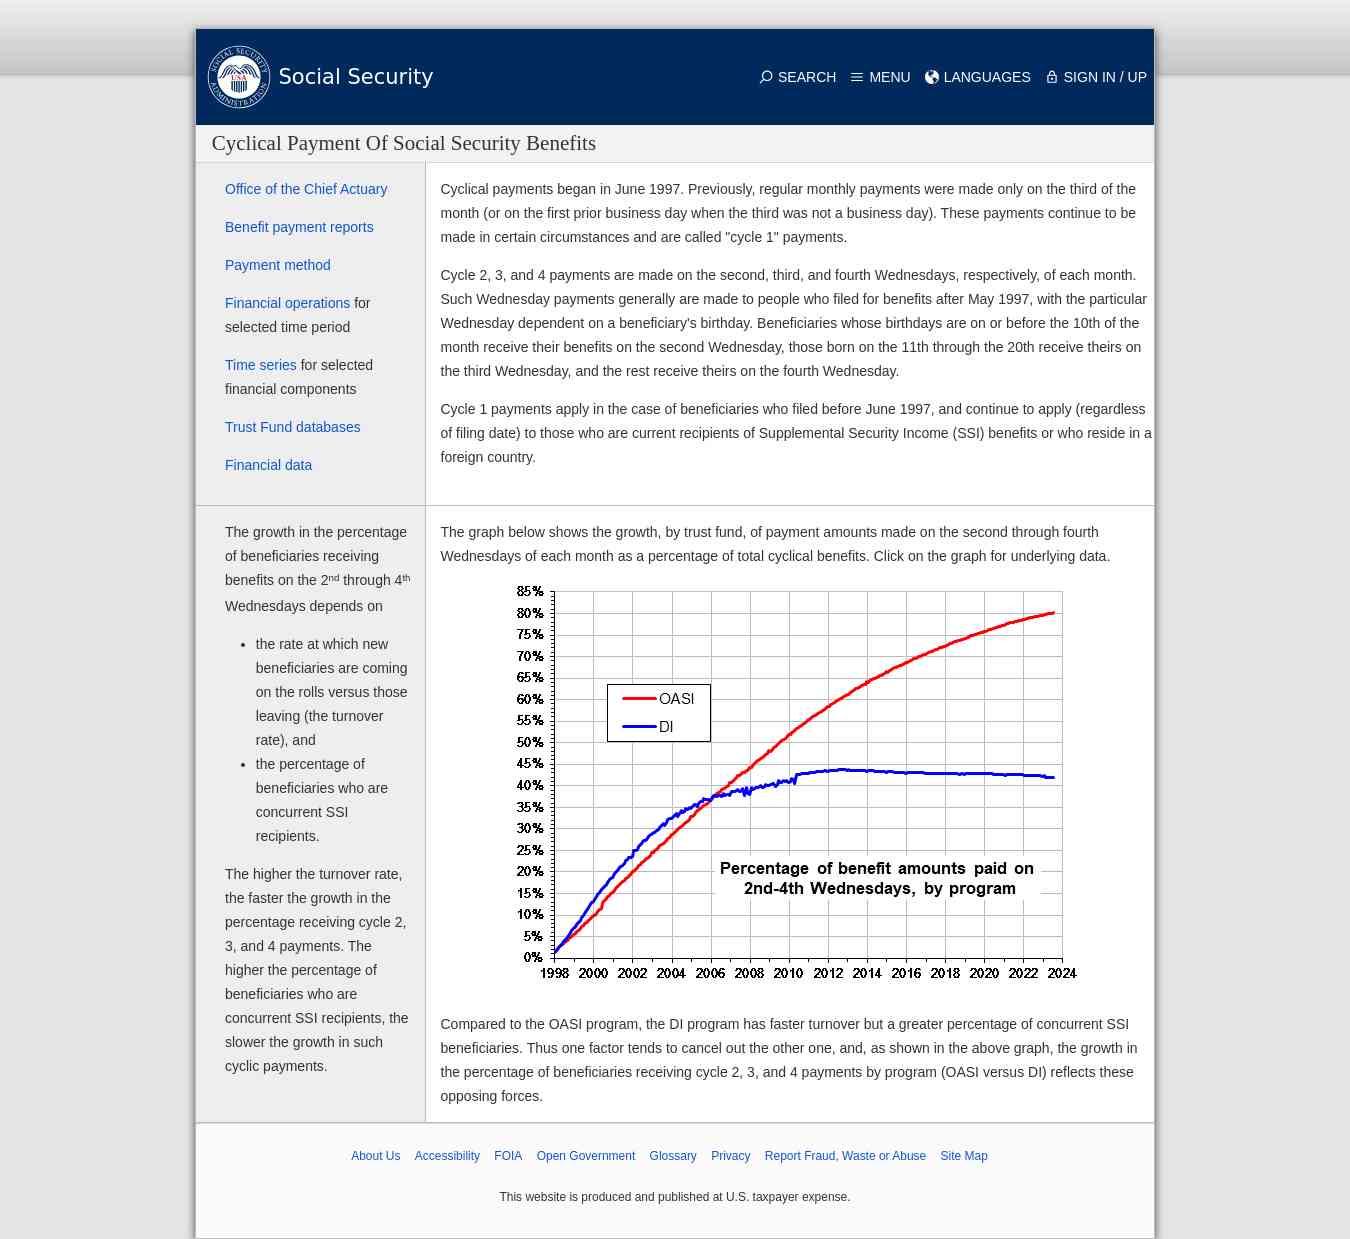 Social Security
SEARCH MENU LANGUAGES SIGN IN / UP
SOCIAL SECURITY ADMINISTRATION
USA
Cyclical Payment Of Social Security Benefits
Office of the Chief Actuary
Benefit payment reports
Payment method
Financial operations for
selected time period
Time series for selected
financial components
Trust Fund databases
Financial data
Cyclical payments began in June 1997. Previously, regular monthly payments were made only on the third of the
month (or on the first prior business day when the third was not a business day). These payments continue to be
made in certain circumstances and are called "cycle 1" payments.
Cycle 2, 3, and 4 payments are made on the second, third, and fourth Wednesdays, respectively, of each month.
Such Wednesday payments generally are made to people who filed for benefits after May 1997, with the particular
Wednesday dependent on a beneficiary's birthday. Beneficiaries whose birthdays are on or before the 10th of the
month receive their benefits on the second Wednesday, those born on the 11th through the 20th receive theirs on
the third Wednesday, and the rest receive theirs on the fourth Wednesday.
Cycle 1 payments apply in the case of beneficiaries who filed before June 1997, and continue to apply (regardless
of filing date) to those who are current recipients of Supplemental Security Income (SSI) benefits or who reside in a
foreign country.
The growth in the percentage
of beneficiaries receiving
benefits on the 2nd through 4th
Wednesdays depends on
• the rate at which new
beneficiaries are coming
on the rolls versus those
leaving (the turnover
rate), and
• the percentage of
beneficiaries who are
concurrent SSI
recipients.
The higher the turnover rate,
the faster the growth in the
percentage receiving cycle 2,
3, and 4 payments. The
higher the percentage of
beneficiaries who are
concurrent SSI recipients, the
slower the growth in such
cyclic payments.
The graph below shows the growth, by trust fund, of payment amounts made on the second through fourth
Wednesdays of each month as a percentage of total cyclical benefits. Click on the graph for underlying data.
85%
80%
75%
70%
65%
60%
55%
50%
45%
40%
35%
30%
25%
20%
15%
10%
5%
0%
OASI
DI
Percentage of benefit amounts paid on
2nd-4th Wednesdays, by program
1998 2000 2002 2004 2006 2008 2010 2012 2014 2016 2018 2020 2022 2024
Compared to the OASI program, the DI program has faster turnover but a greater percentage of concurrent SSI
beneficiaries. Thus one factor tends to cancel out the other one, and, as shown in the above graph, the growth in
the percentage of beneficiaries receiving cycle 2, 3, and 4 payments by program (OASI versus DI) reflects these
opposing forces.
About Us Accessibility FOIA Open Government Glossary Privacy Report Fraud, Waste or Abuse Site Map
This website is produced and published at U.S. taxpayer expense.